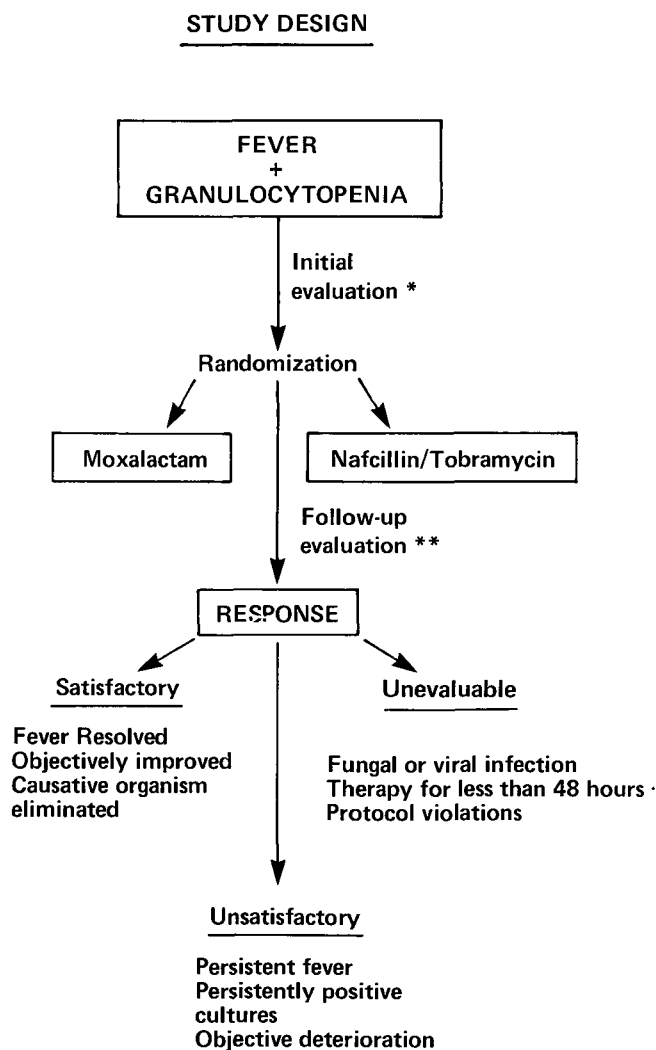 STUDY DESIGN
FEVER
+
GRANULOCYTOPENIA
Initial
evaluation *
Randomization
Moxalactam
Nafcillin/Tobramycin
Follow-up
evaluation **
RESPONSE
Satisfactory
Fever Resolved
Objectively improved
Causative organism
eliminated
Unevaluable
Fungal or viral infection
Therapy for less than 48 hours
Protocol violations
Unsatisfactory
Persistent fever
Persistently positive
cultures
Objective deterioration